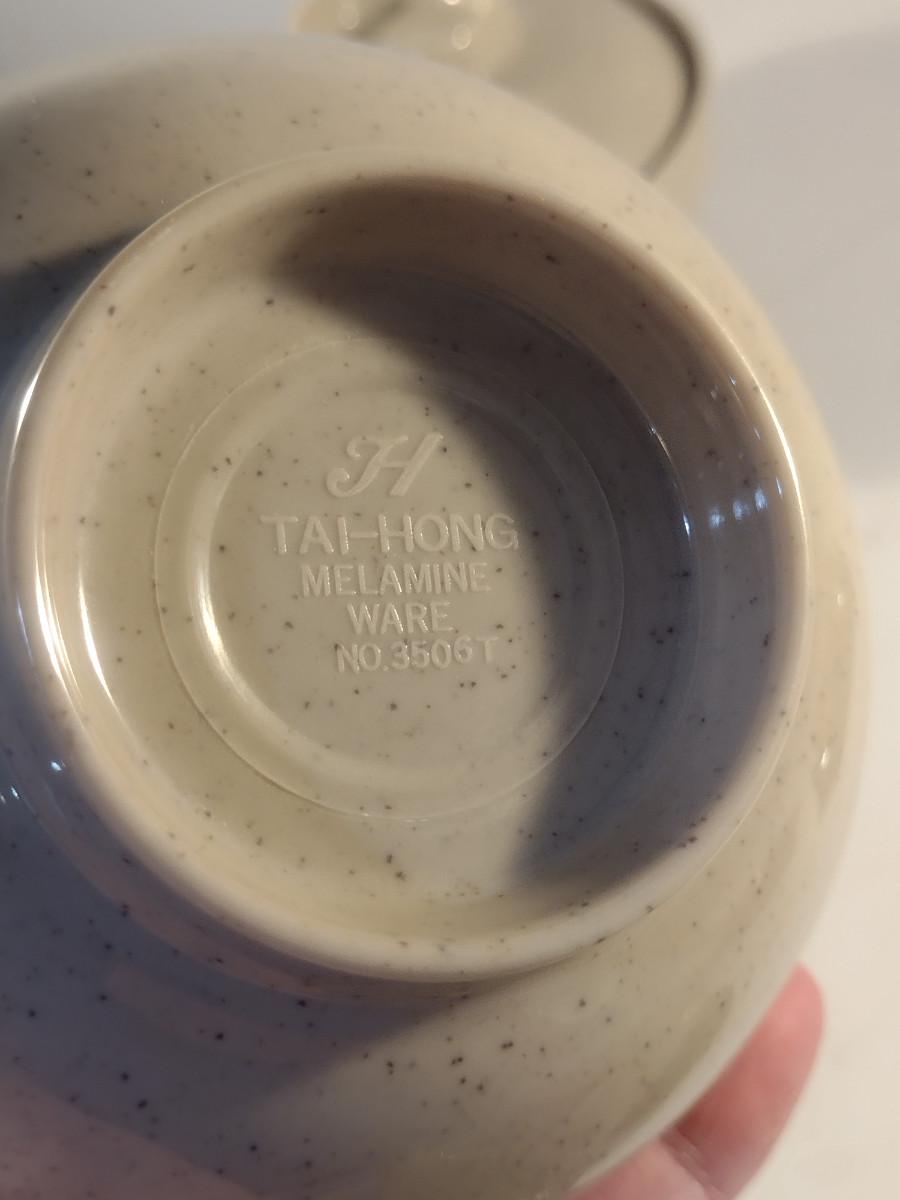 H
TAI-HONG
MELAMINE
WARE
NO.3506T